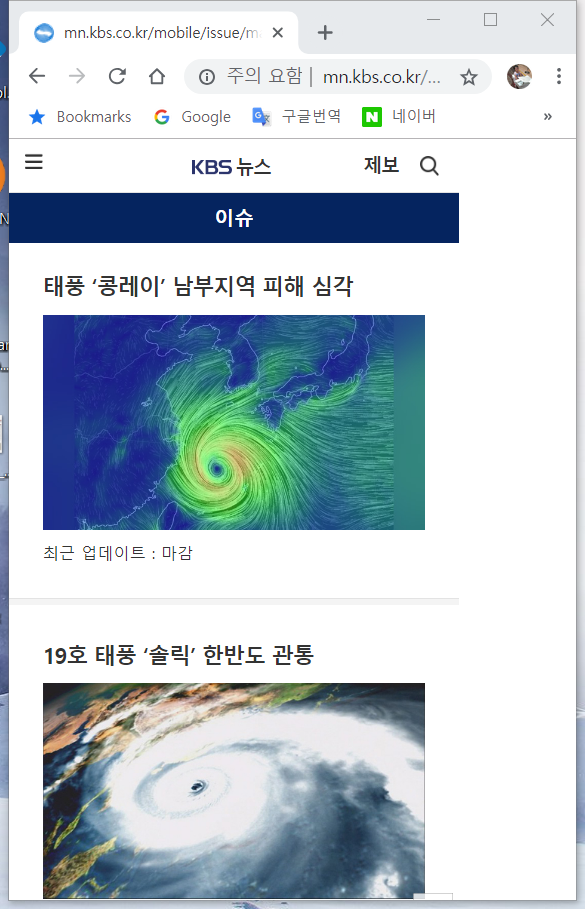 mn.kbs.co.kr/mobile/issue/m
주의 요함 | mn.kbs.co.kr/...
Bookmarks Google 구글번역 네이버 »
KBS 뉴스 제보
이슈
태풍 ‘콩레이’ 남부지역 피해 심각
최근 업데이트 : 마감
19호 태풍 ‘솔릭’ 한반도 관통